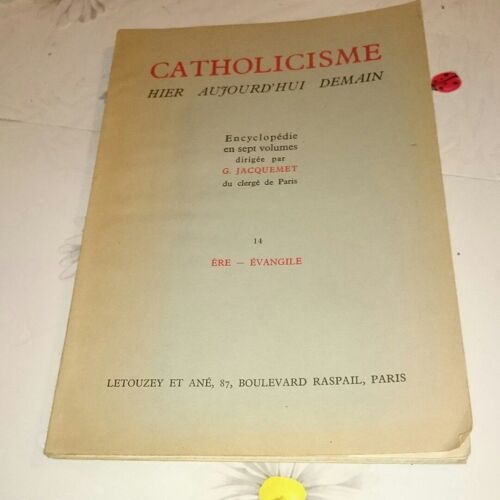 CATHOLICISME
HIER AUJOURD'HUI DEMAIN
Encyclopédie
en sept volumes
dirigée par
G. JACQUEMET
du clergé de Paris
14
ÈRE — ÉVANGILE
LETOUZEY ET ANÉ, 87, BOULEVARD RASPAIL, PARIS